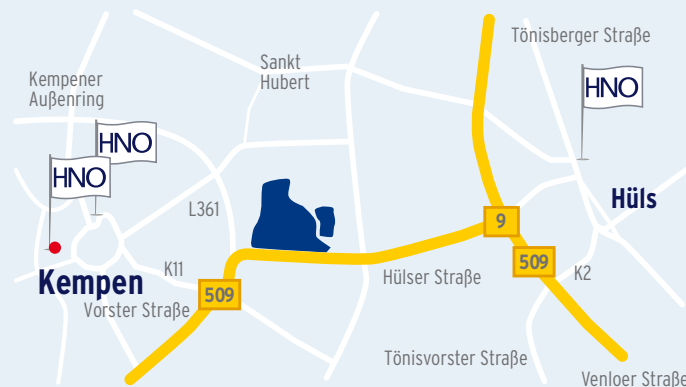 Tönisberger Straße
Sankt
Hubert
Kempener
Außenring
HNO
HNO
HNO
Hüls
L361
9
509
K11
Kempen
Hülser Straße
K2
509
Vorster Straße
Tönisvorster Straße
Venloer Straße